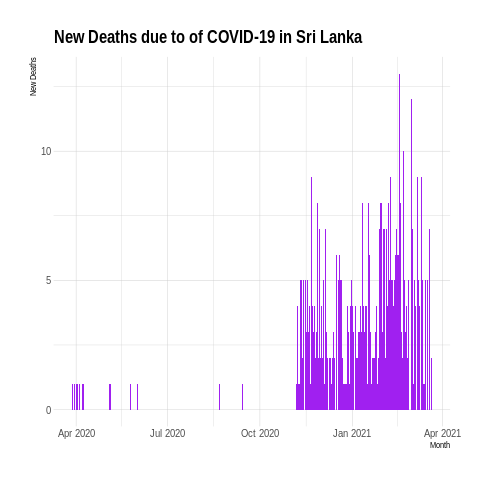 New Deaths due to of COVID-19 in Sri Lanka
New Deaths
10
5
0
Apr 2020 Jul 2020 Oct 2020 Jan 2021 Apr 2021
Month